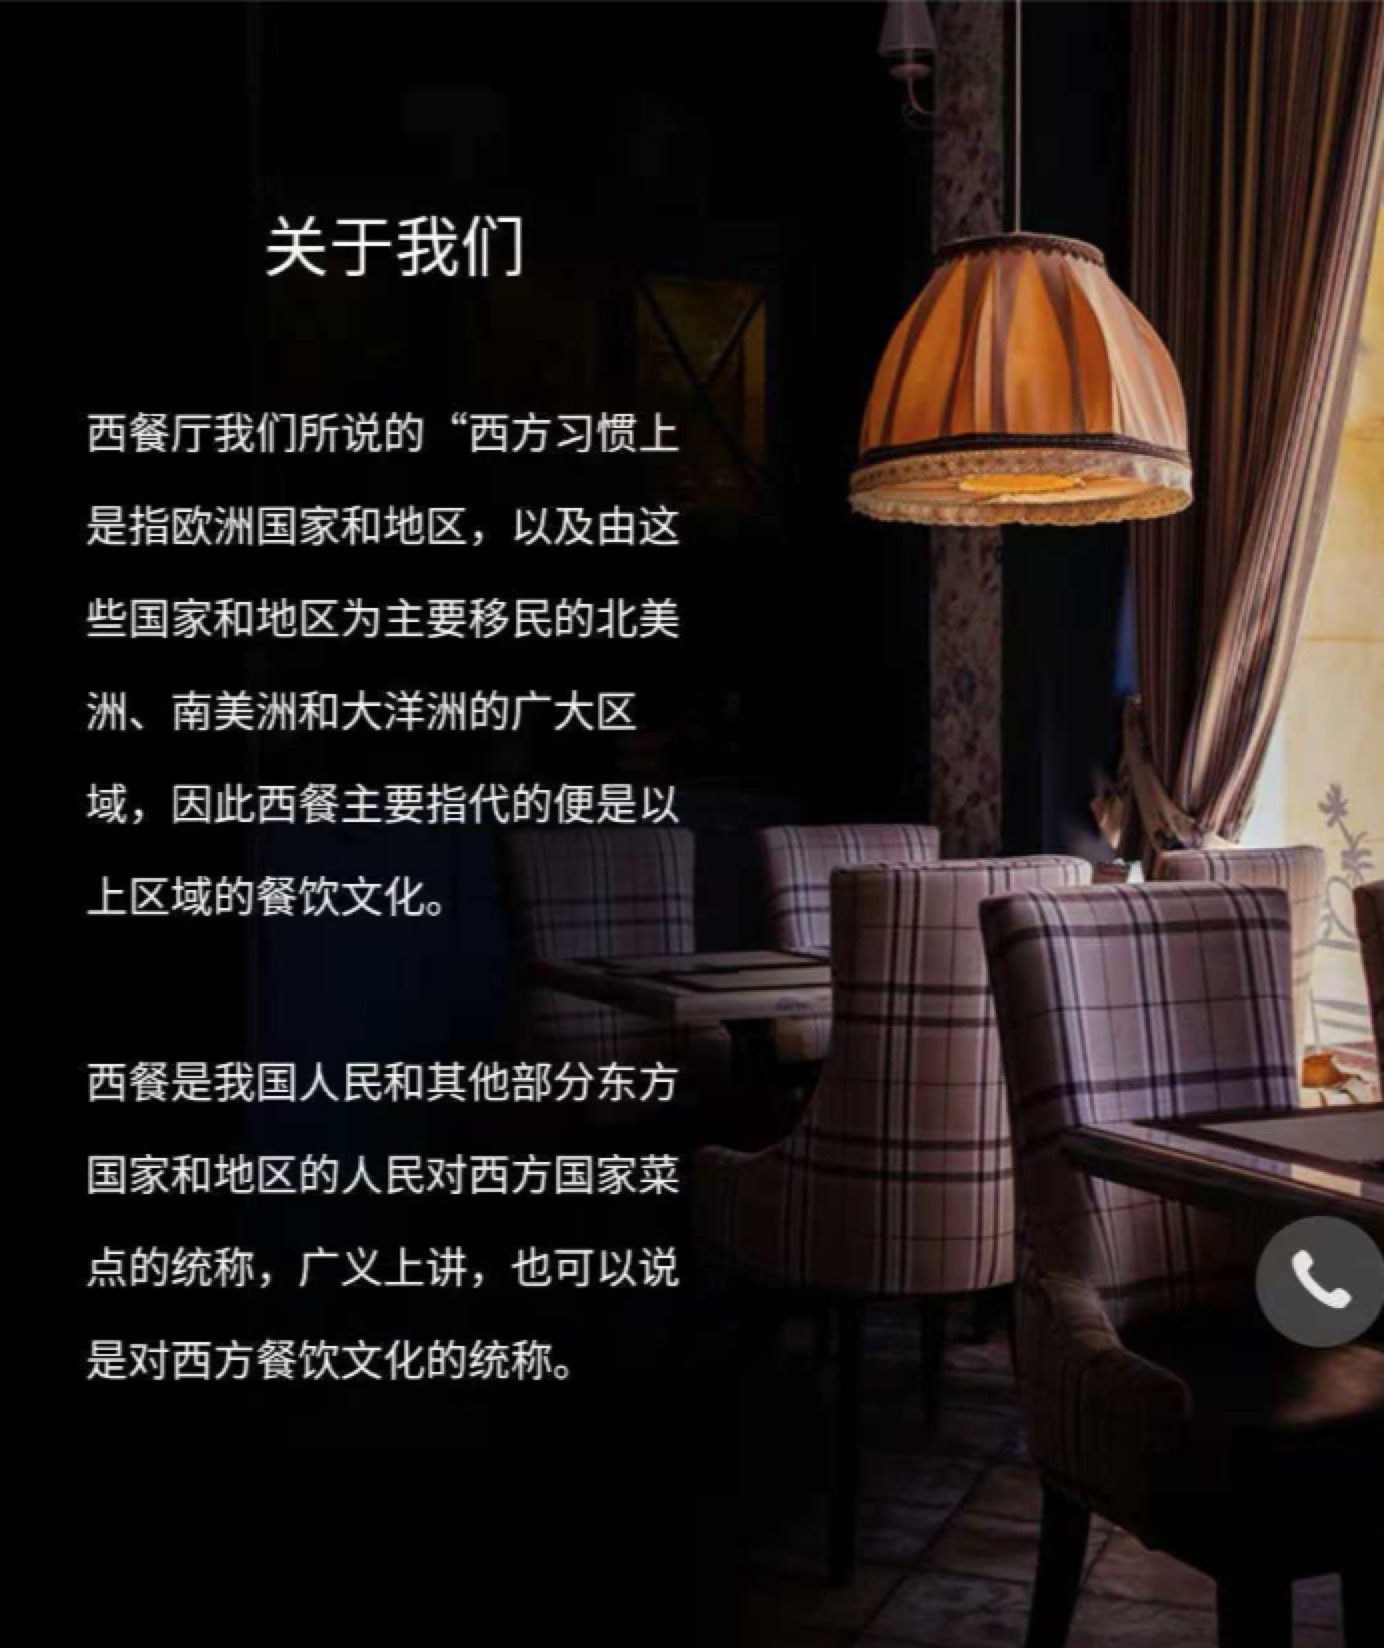 关于我们
西餐厅我们所说的“西方习惯上
是指欧洲国家和地区，以及由这
些国家和地区为主要移民的北美
洲、南美洲和大洋洲的广大区
域，因此西餐主要指代的便是以
上区域的餐饮文化。
西餐是我国人民和其他部分东方
国家和地区的人民对西方国家菜
点的统称，广义上讲，也可以说
是对西方餐饮文化的统称。